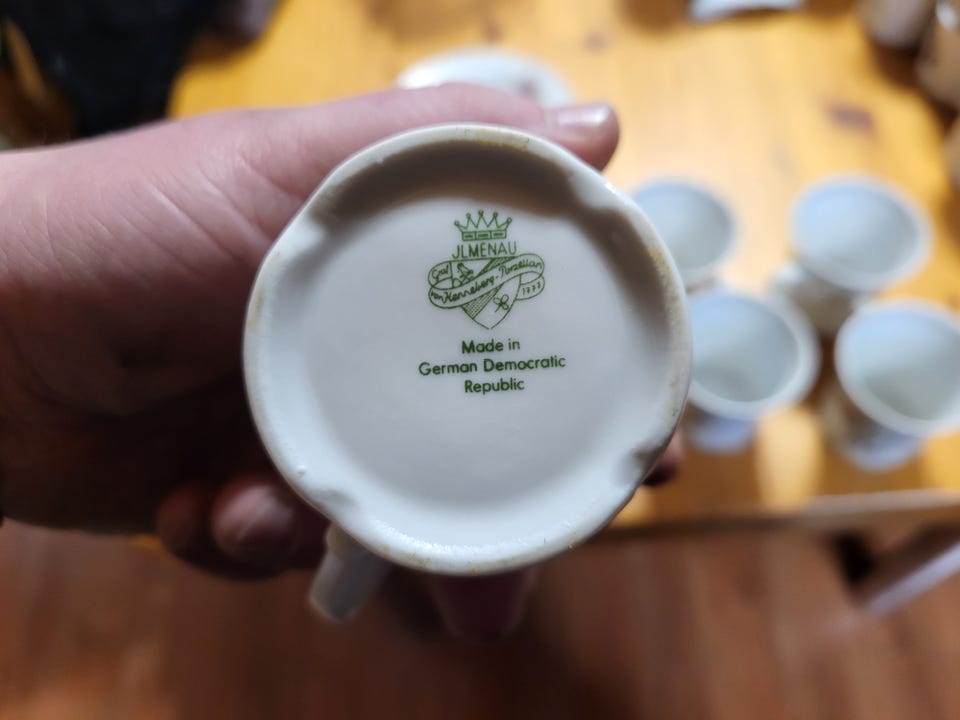 JLMENAU
Graf
von Henneberg-Porzellan
1777
Made in
German Democratic
Republic